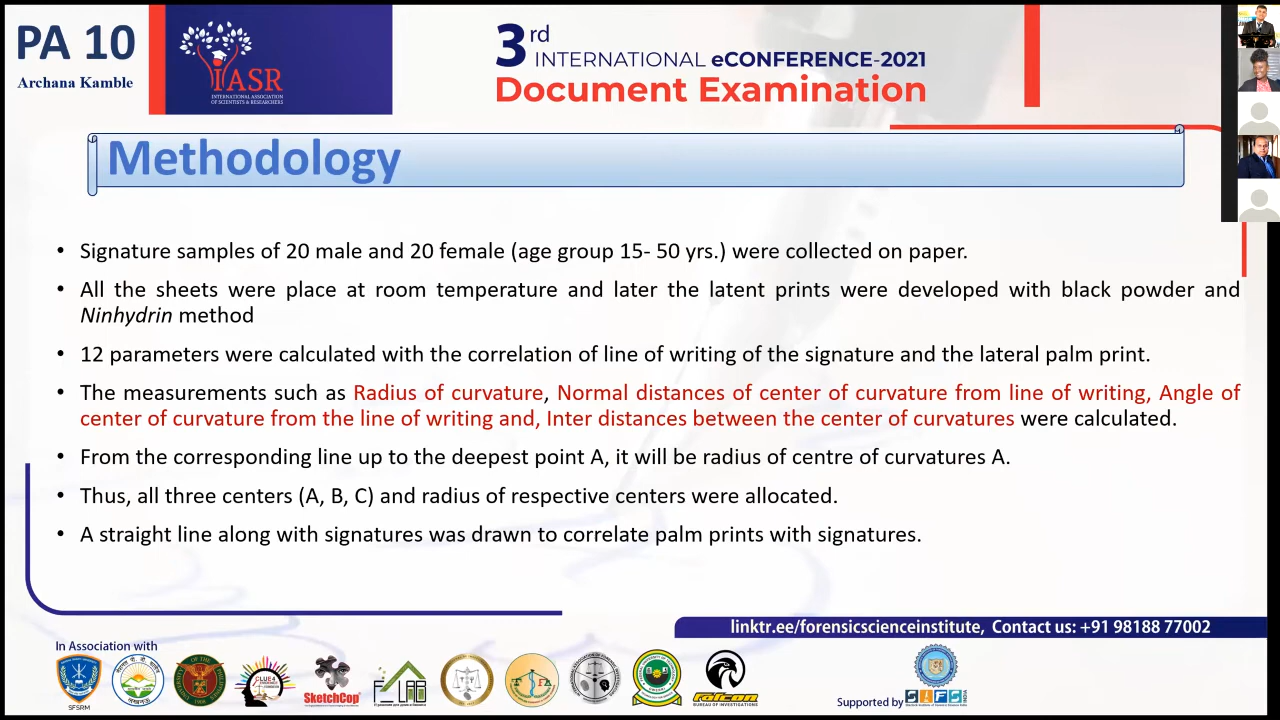 PA 10
Archana Kamble
IASR
INTERNATIONAL ASSOCIATION
OF SCIENTISTS & RESEARCHERS
3rd
INTERNATIONAL eCONFERENCE-2021
Document Examination
Methodology
• Signature samples of 20 male and 20 female (age group 15- 50 yrs.) were collected on paper.
• All the sheets were place at room temperature and later the latent prints were developed with black powder and
Ninhydrin method
• 12 parameters were calculated with the correlation of line of writing of the signature and the lateral palm print.
• The measurements such as Radius of curvature, Normal distances of center of curvature from line of writing, Angle of
center of curvature from the line of writing and, Inter distances between the center of curvatures were calculated.
• From the corresponding line up to the deepest point A, it will be radius of centre of curvatures A.
• Thus, all three centers (A, B, C) and radius of respective centers were allocated.
• A straight line along with signatures was drawn to correlate palm prints with signatures.
linktr.ee/forensicscienceinstitute, Contact us: +91 98188 77002
In Association with
SFSRM
CLUE4
SketchCop
LAB
falcon
BUREAU OF INVESTIGATIONS
Supported by
SIFS